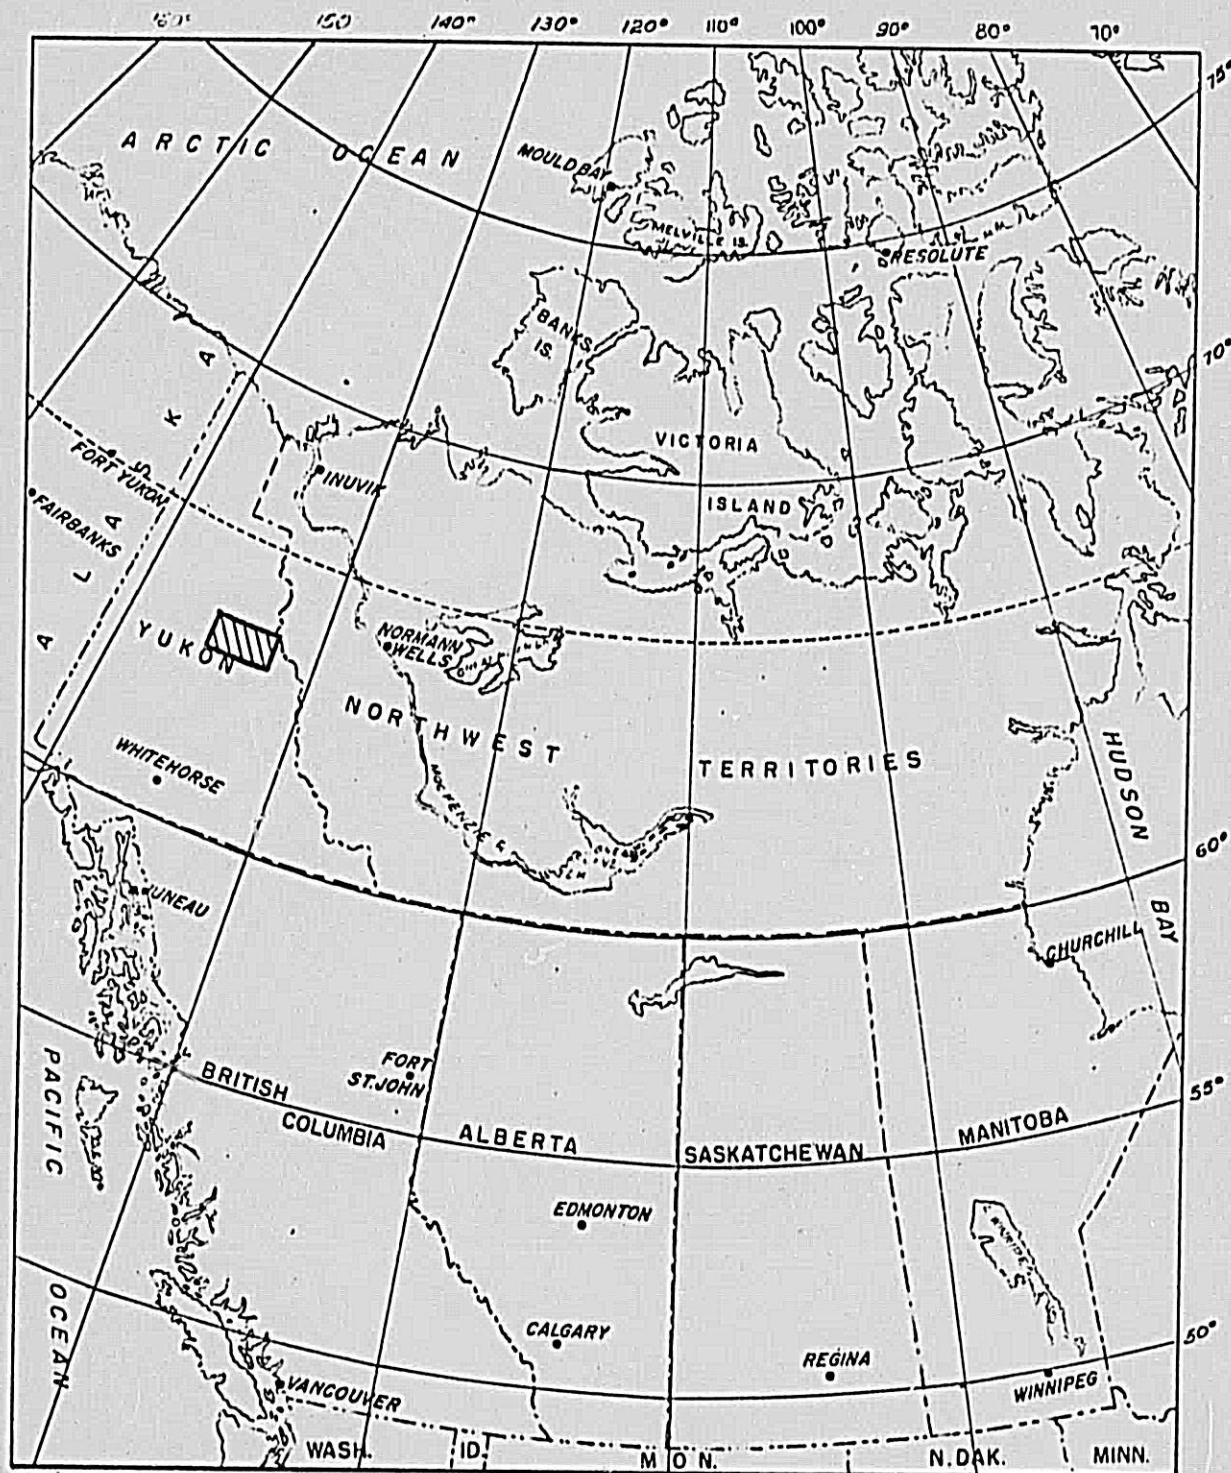 160° 150 140° 130° 120° 110° 100° 90° 80° 70°
75°
ARCTIC OCEAN
MOULD BAY
MELVILLE IS.
RESOLUTE
BANKS
IS.
70°
VICTORIA
ISLAND
ALASKA
FORT YUKON
FAIRBANKS
INUVIK
YUKON
NORMANN
WELLS
NORTHWEST TERRITORIES
WHITEHORSE
MACKENZIE R.
HUDSON BAY
60°
JUNEAU
CHURCHILL
FORT
ST. JOHN
BRITISH
COLUMBIA
ALBERTA
SASKATCHEWAN
MANITOBA
55°
PACIFIC OCEAN
EDMONTON
CALGARY
REGINA
WINNIPEG
50°
VANCOUVER
WASH.
ID
MON.
N. DAK.
MINN.